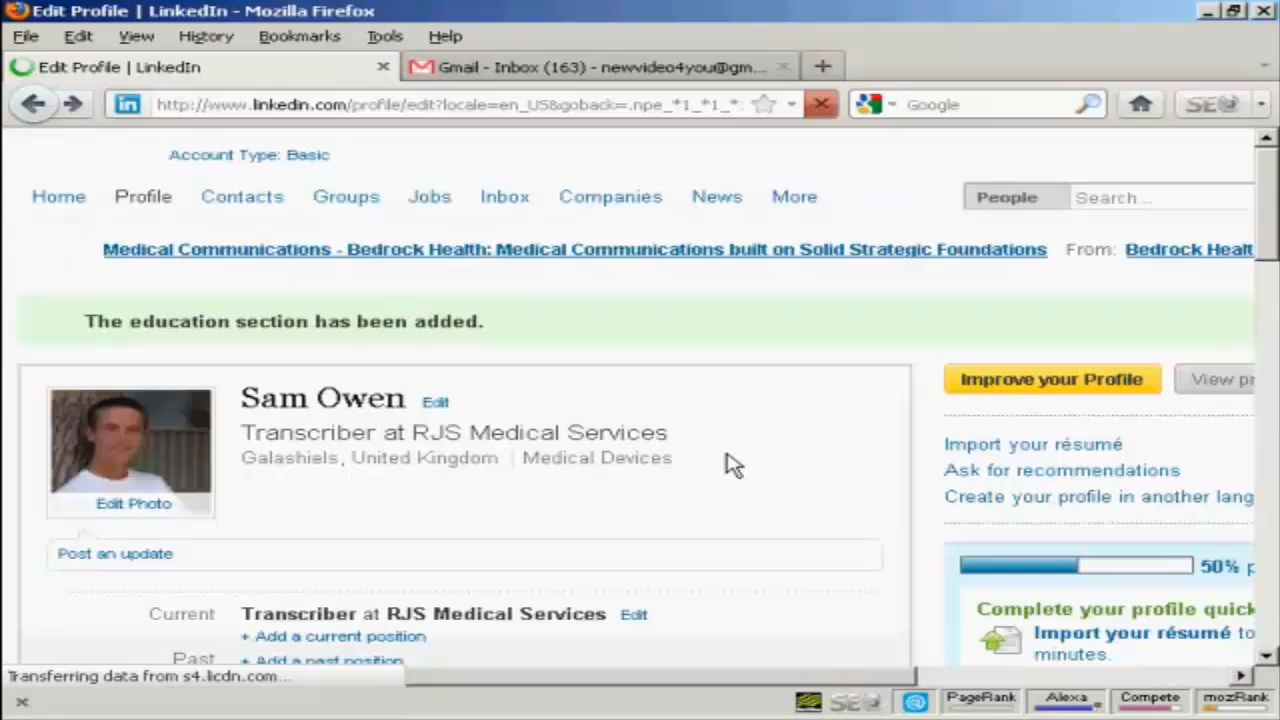 Edit Profile | LinkedIn - Mozilla Firefox
File Edit View History Bookmarks Tools Help
Edit Profile | LinkedIn
Gmail - Inbox (163) - newvideo4you@gm...
http://www.linkedin.com/profile/edit?locale=en_US&goback=.npe_*1_*1_*
Google
SEO
Account Type: Basic
Home Profile Contacts Groups Jobs Inbox Companies News More
People Search...
Medical Communications - Bedrock Health: Medical Communications built on Solid Strategic Foundations From: Bedrock Healt
The education section has been added.
Sam Owen Edit
Transcriber at RJS Medical Services
Galashiels, United Kingdom | Medical Devices
Edit Photo
Post an update
Current Transcriber at RJS Medical Services Edit
+ Add a current position
Past + Add a past position
Improve your Profile View pr
Import your résumé
Ask for recommendations
Create your profile in another lang
50% p
Complete your profile quick
Import your résumé to
minutes.
Transferring data from s4.licdn.com...
SEO PageRank Alexa Compete mozRank